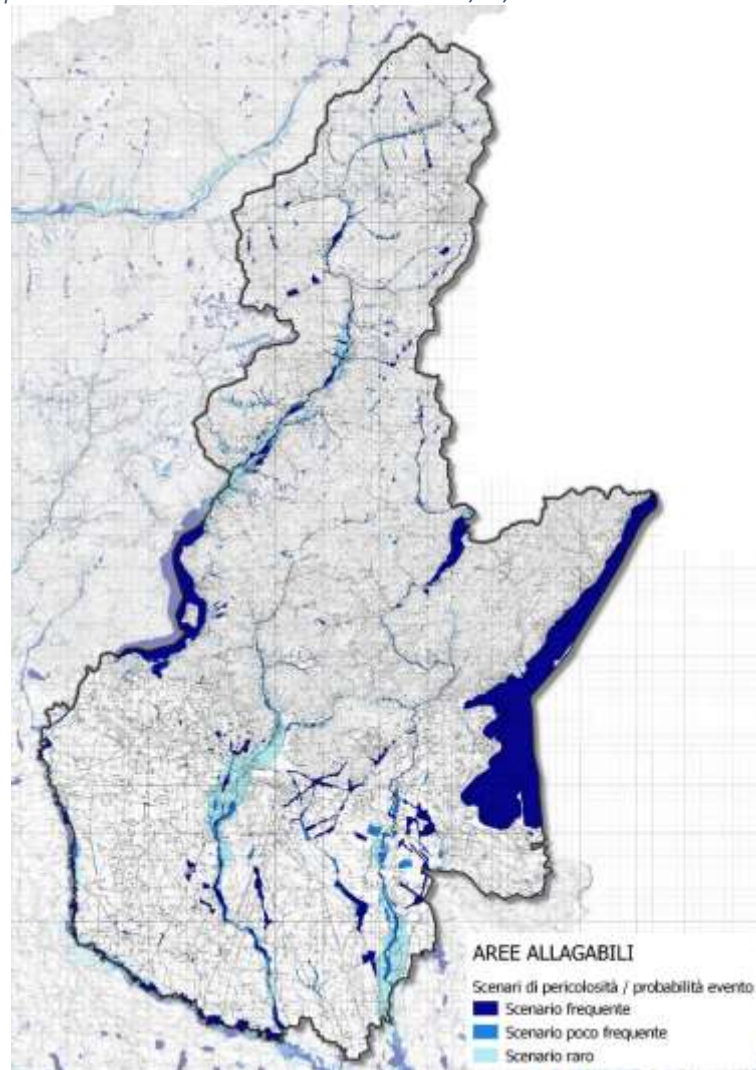 AREE ALLAGABILI
Scenari di pericolosità / probabilità evento
Scenario frequente
Scenario poco frequente
Scenario raro